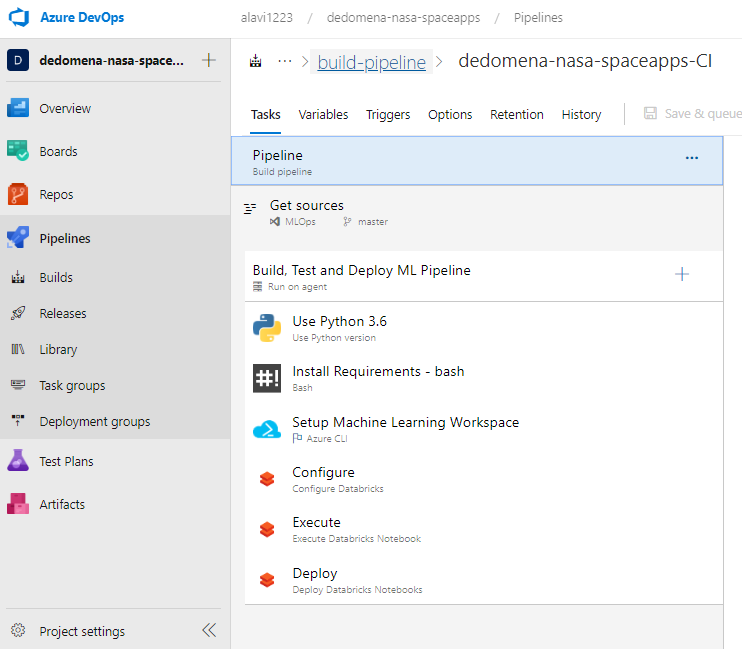 Azure DevOps
alavi1223 / dedomena-nasa-spaceapps / Pipelines
D dedomena-nasa-space... +
Overview
Boards
Repos
Pipelines
Builds
Releases
Library
Task groups
Deployment groups
Test Plans
Artifacts
Project settings
... > build-pipeline > dedomena-nasa-spaceapps-CI
Tasks Variables Triggers Options Retention History Save & queue
Pipeline ...
Build pipeline
Get sources
MLOps master
Build, Test and Deploy ML Pipeline +
Run on agent
Use Python 3.6
Use Python version
#! Install Requirements - bash
Bash
Setup Machine Learning Workspace
Azure CLI
Configure
Configure Databricks
Execute
Execute Databricks Notebook
Deploy
Deploy Databricks Notebooks